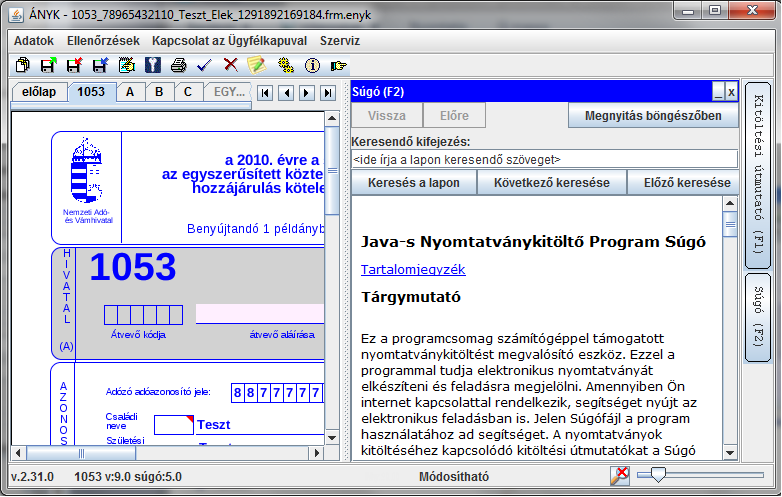 ÁNYK - 1053_78965432110_Teszt_Elek_1291892169184.frm.enyk
Adatok Ellenőrzések Kapcsolat az Ügyfélkapuval Szerviz
előlap 1053 A B C EGY...
a 2010. évre a
az egyszerűsített közte
hozzájárulás kötele
Nemzeti Adó-
és Vámhivatal
Benyújtandó 1 példányb
HIVATAL
(A)
1053
Átvevő kódja átvevő aláírása
AZONOS
Adózó adóazonosító jele: 8 8 7 7 7 7
Családi
neve Teszt
Születési
Súgó (F2) _ x
Vissza Előre Megnyitás böngészőben
Keresendő kifejezés:
<ide írja a lapon keresendő szöveget>
Keresés a lapon Következő keresése Előző keresése
Java-s Nyomtatványkitöltő Program Súgó
Tartalomjegyzék
Tárgymutató
Ez a programcsomag számítógéppel támogatott
nyomtatványkitöltést megvalósító eszköz. Ezzel a
programmal tudja elektronikus nyomtatványát
elkészíteni és feladásra megjelölni. Amennyiben Ön
internet kapcsolattal rendelkezik, segítséget nyújt az
elektronikus feladásban is. Jelen Súgófájl a program
használatához ad segítséget. A nyomtatványok
kitöltéséhez kapcsolódó kitöltési útmutatókat a Súgó
Kitöltési útmutató (F1)
Súgó (F2)
v.2.31.0 1053 v:9.0 súgó:5.0 Módosítható